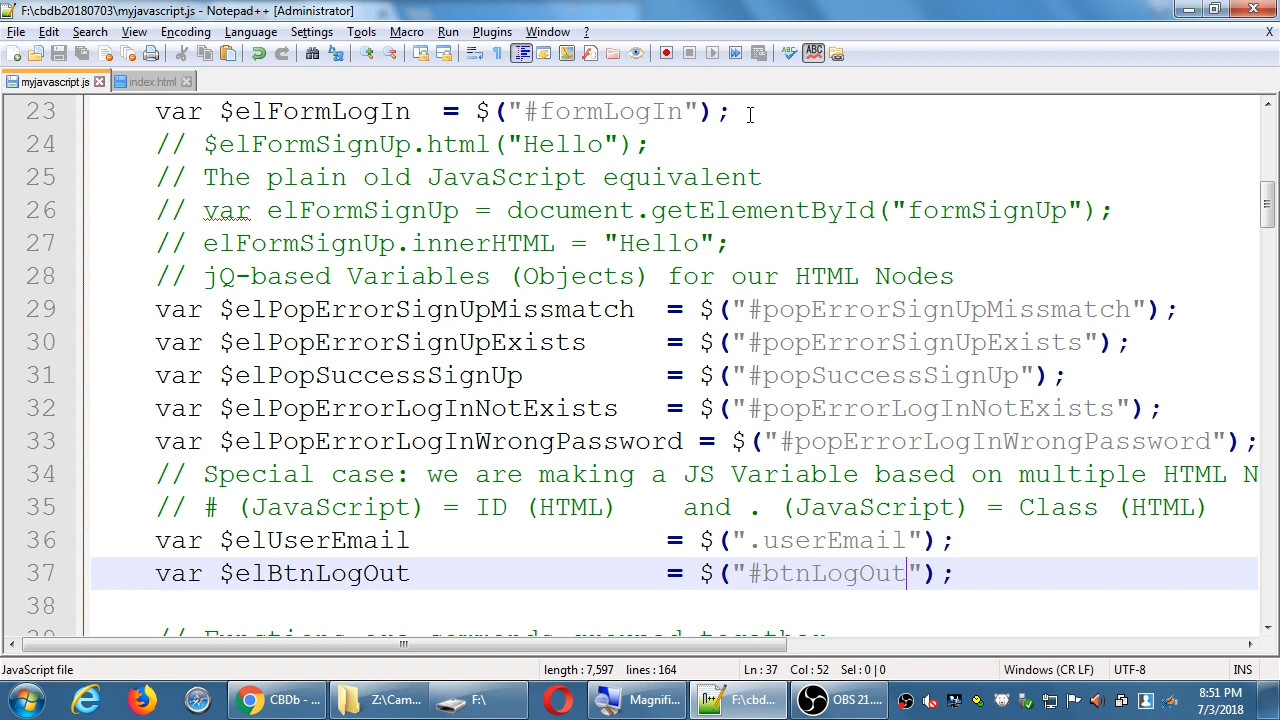 F:\cbdb20180703\myjavascript.js - Notepad++ [Administrator]
File Edit Search View Encoding Language Settings Tools Macro Run Plugins Window ? X
myjavascript.js index.html
23 var $elFormLogIn = $("#formLogIn");
24 // $elFormSignUp.html("Hello");
25 // The plain old JavaScript equivalent
26 // var elFormSignUp = document.getElementById("formSignUp");
27 // elFormSignUp.innerHTML = "Hello";
28 // jQ-based Variables (Objects) for our HTML Nodes
29 var $elPopErrorSignUpMissmatch = $("#popErrorSignUpMissmatch");
30 var $elPopErrorSignUpExists = $("#popErrorSignUpExists");
31 var $elPopSuccessSignUp = $("#popSuccessSignUp");
32 var $elPopErrorLogInNotExists = $("#popErrorLogInNotExists");
33 var $elPopErrorLogInWrongPassword = $("#popErrorLogInWrongPassword");
34 // Special case: we are making a JS Variable based on multiple HTML N
35 // # (JavaScript) = ID (HTML) and . (JavaScript) = Class (HTML)
36 var $elUserEmail = $(".userEmail");
37 var $elBtnLogOut = $("#btnLogOut");
38
JavaScript file length : 7,597 lines : 164 Ln : 37 Col : 52 Sel : 0 | 0 Windows (CR LF) UTF-8 INS
CBDb - ... Z:\Cam... F:\ Magnifi... F:\cbd... OBS 21.... 8:51 PM
7/3/2018